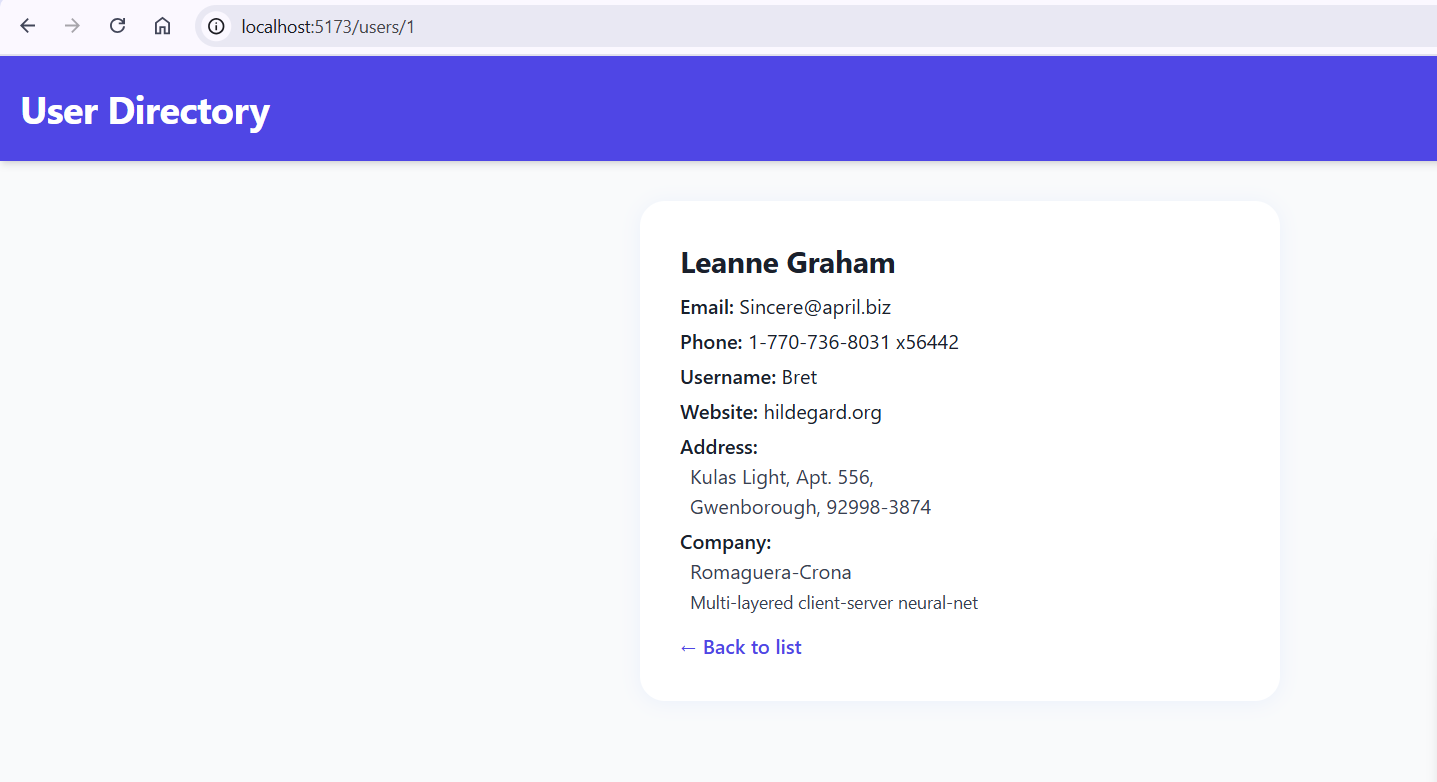 localhost:5173/users/1
User Directory
Leanne Graham
Email: Sincere@april.biz
Phone: 1-770-736-8031 x56442
Username: Bret
Website: hildegard.org
Address:
Kulas Light, Apt. 556,
Gwenborough, 92998-3874
Company:
Romaguera-Crona
Multi-layered client-server neural-net
← Back to list